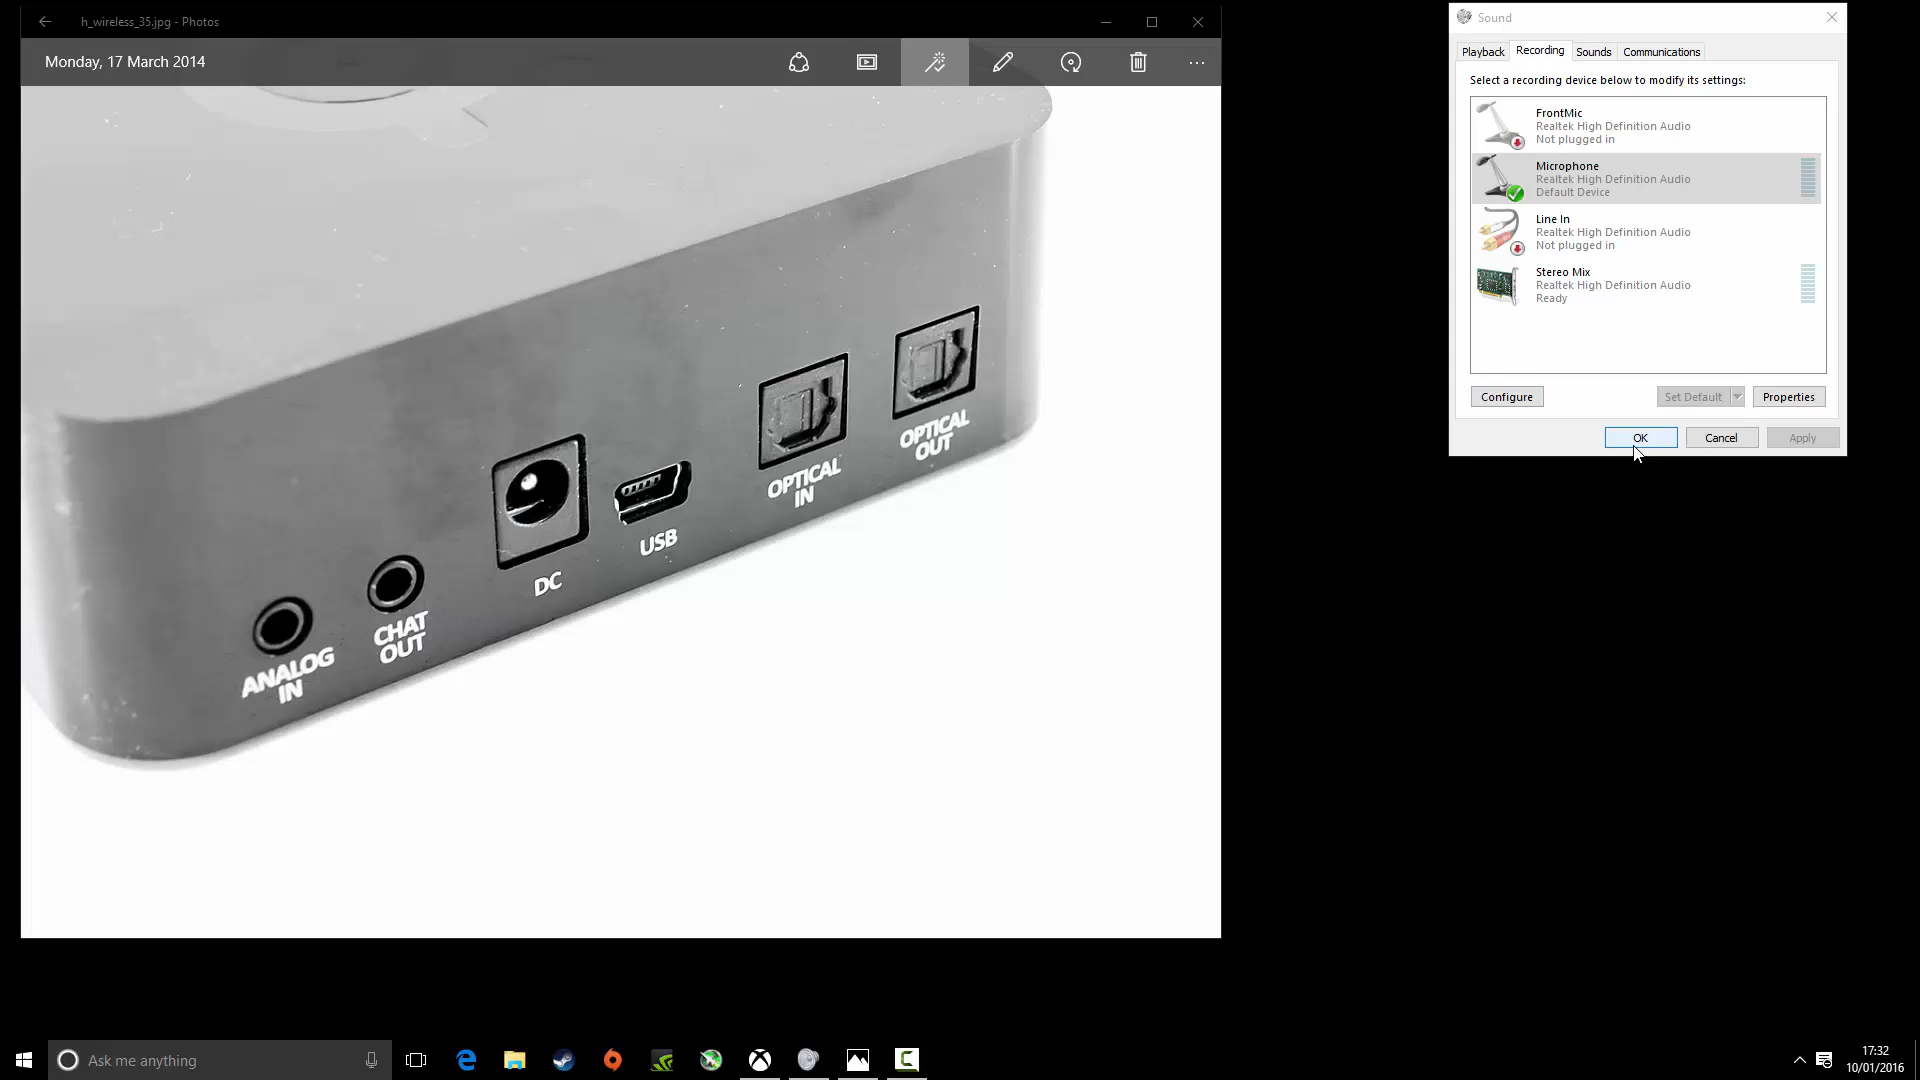 h_wireless_35.jpg - Photos
Monday, 17 March 2014
ANALOG
IN
CHAT
OUT
DC
USB
OPTICAL
IN
OPTICAL
OUT
Sound
Playback
Recording
Sounds
Communications
Select a recording device below to modify its settings:
FrontMic
Realtek High Definition Audio
Not plugged in
Microphone
Realtek High Definition Audio
Default Device
Line In
Realtek High Definition Audio
Not plugged in
Stereo Mix
Realtek High Definition Audio
Ready
Configure
Set Default
Properties
OK
Cancel
Apply
Ask me anything
17:32
10/01/2016